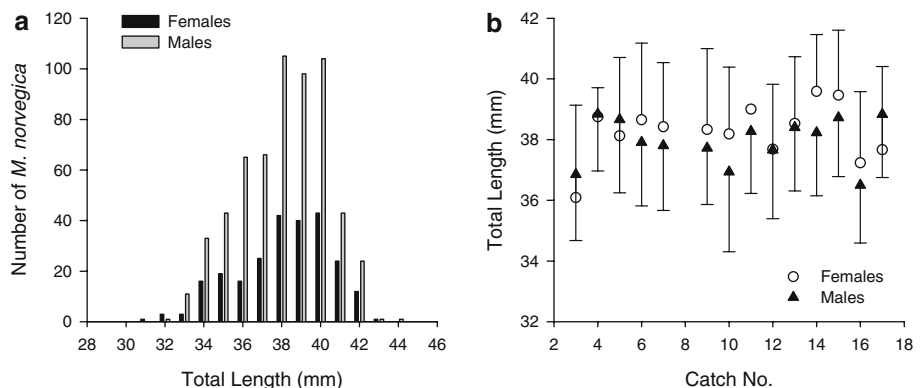 a
Females
Males
120
100
80
60
40
20
0
Number of M. norvegica
28 30 32 34 36 38 40 42 44 46
Total Length (mm)
b
42
40
38
36
34
32
Total Length (mm)
Females
Males
2 4 6 8 10 12 14 16 18
Catch No.